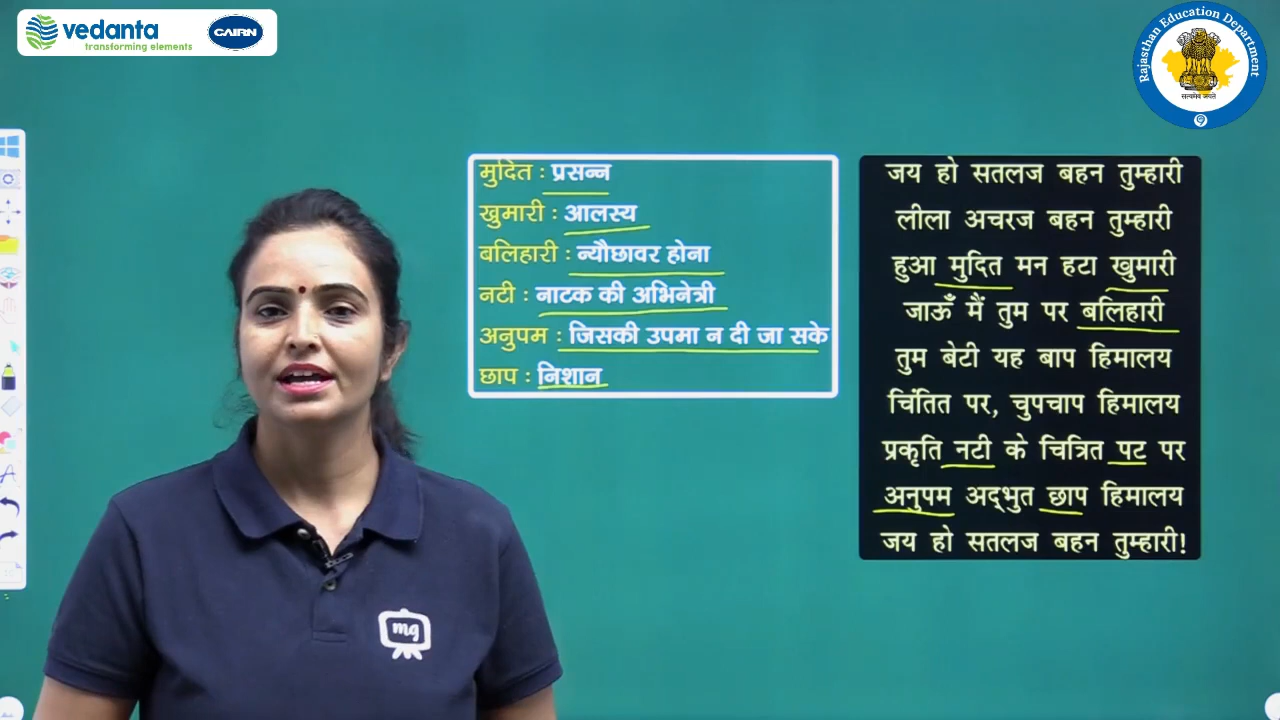 vedanta
transforming elements
CAIRN
Rajasthan Education Department
सत्यमेव जयते
मुदित : प्रसन्न
खुमारी : आलस्य
बलिहारी : न्यौछावर होना
नटी : नाटक की अभिनेत्री
अनुपम : जिसकी उपमा न दी जा सके
छाप : निशान
जय हो सतलज बहन तुम्हारी
लीला अचरज बहन तुम्हारी
हुआ मुदित मन हटा खुमारी
जाऊँ मैं तुम पर बलिहारी
तुम बेटी यह बाप हिमालय
चिंतित पर, चुपचाप हिमालय
प्रकृति नटी के चित्रित पट पर
अनुपम अद्भुत छाप हिमालय
जय हो सतलज बहन तुम्हारी!
mg